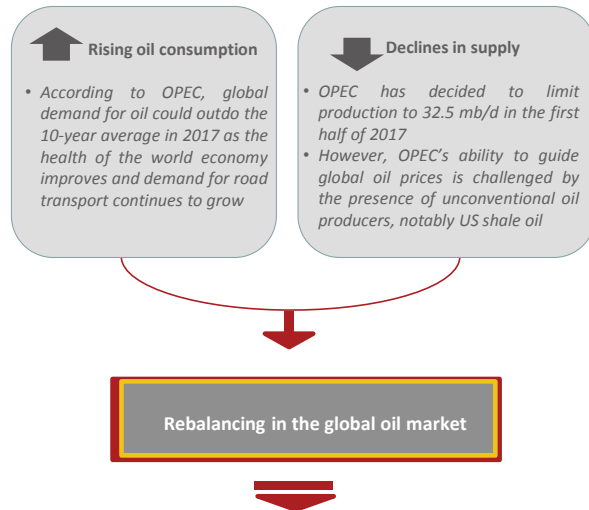 Rising oil consumption
• According to OPEC, global
demand for oil could outdo the
10-year average in 2017 as the
health of the world economy
improves and demand for road
transport continues to grow
Declines in supply
• OPEC has decided to limit
production to 32.5 mb/d in the first
half of 2017
• However, OPEC's ability to guide
global oil prices is challenged by
the presence of unconventional oil
producers, notably US shale oil
Rebalancing in the global oil market